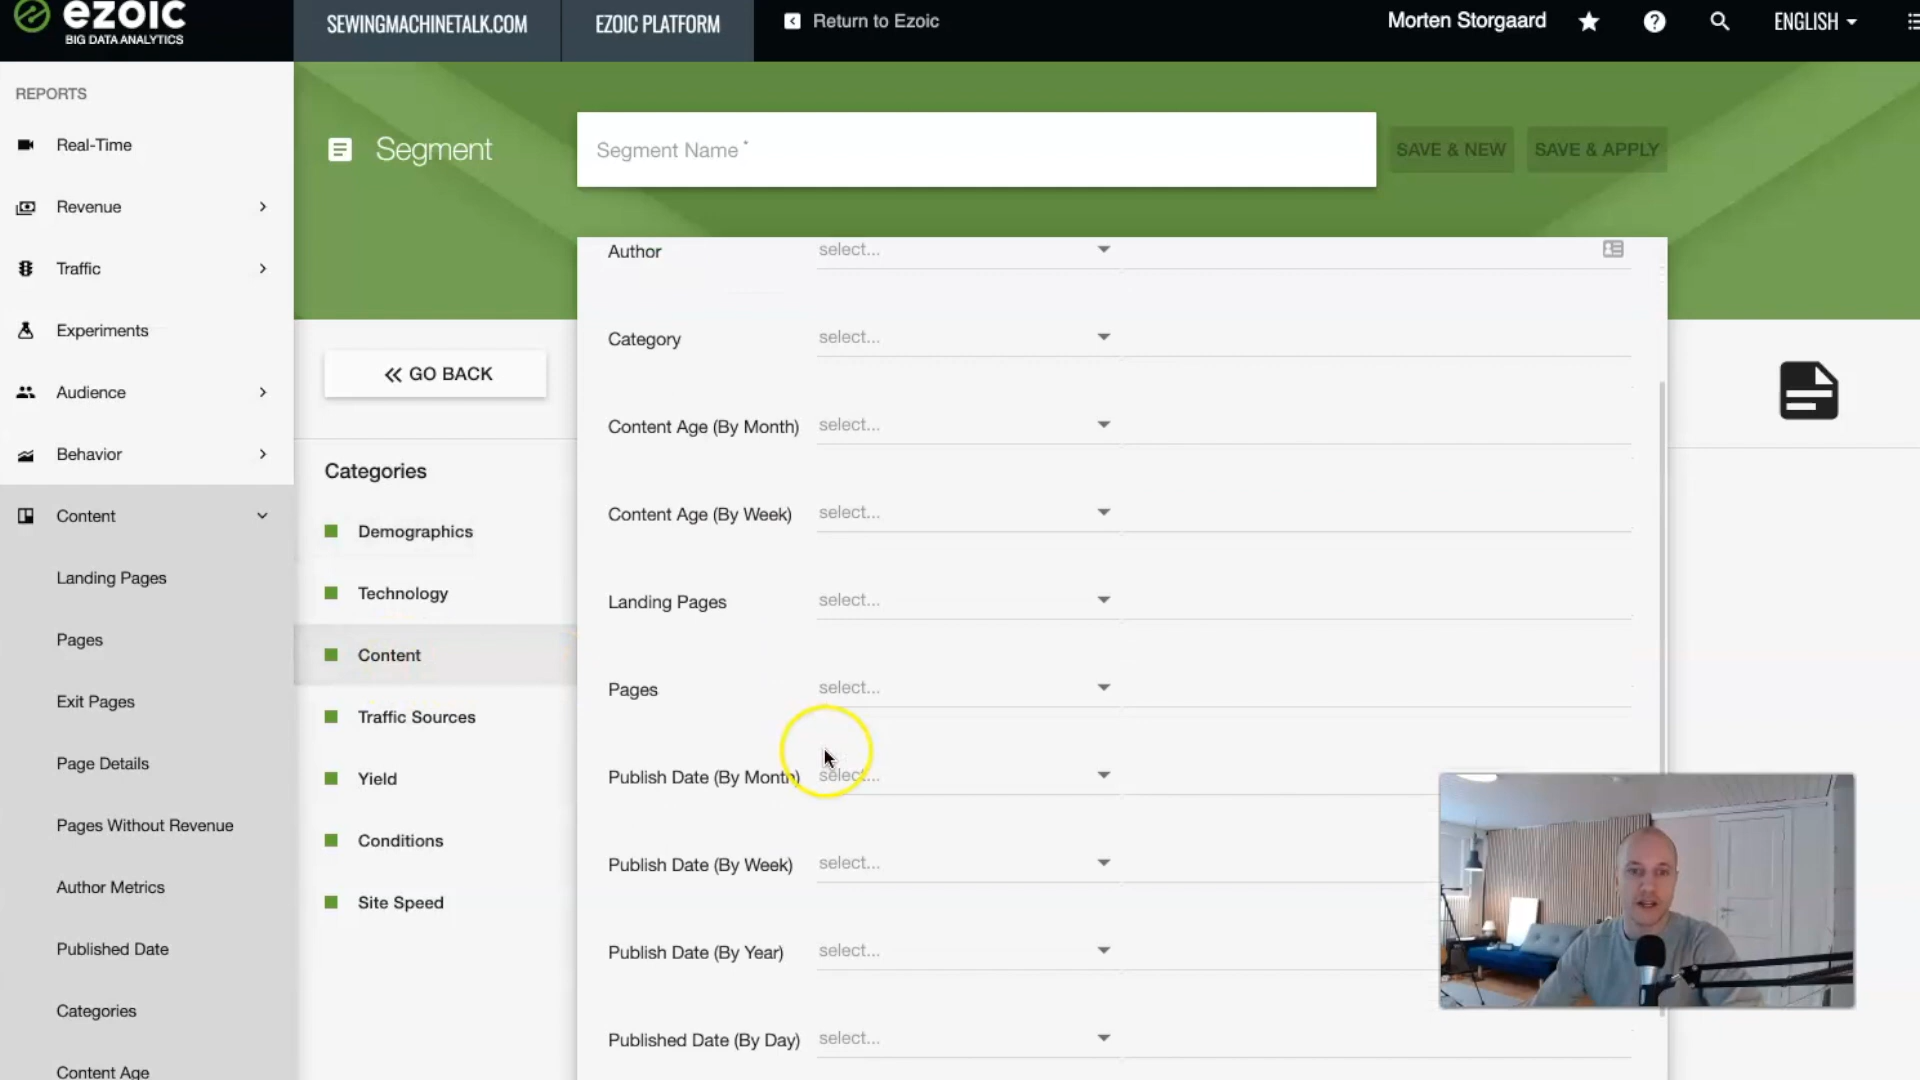 ezoic
BIG DATA ANALYTICS
SEWINGMACHINETALK.COM
EZOIC PLATFORM
Return to Ezoic
Morten Storgaard
ENGLISH
REPORTS
Real-Time
Revenue
Traffic
Experiments
Audience
Behavior
Content
Landing Pages
Pages
Exit Pages
Page Details
Pages Without Revenue
Author Metrics
Published Date
Categories
Content Age
Segment
Segment Name *
SAVE & NEW
SAVE & APPLY
GO BACK
Categories
Demographics
Technology
Content
Traffic Sources
Yield
Conditions
Site Speed
Author select...
Category select...
Content Age (By Month) select...
Content Age (By Week) select...
Landing Pages select...
Pages select...
Publish Date (By Month) select...
Publish Date (By Week) select...
Publish Date (By Year) select...
Published Date (By Day) select...